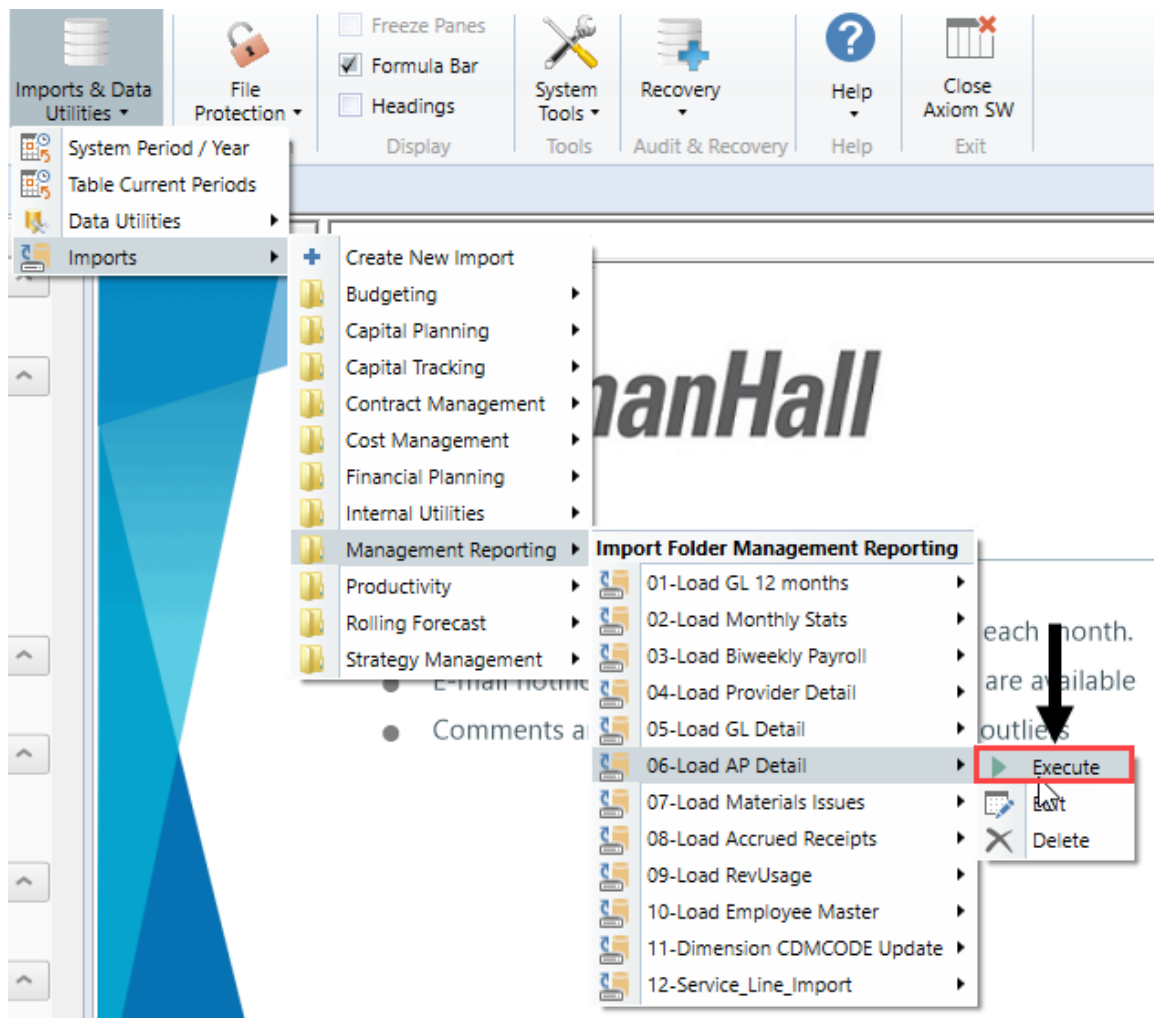 Imports & Data
Utilities
File
Protection
Freeze Panes
Formula Bar
Headings
Display
System
Tools
Tools
Recovery
Audit & Recovery
Help
Help
Close
Axiom SW
Exit
System Period / Year
Table Current Periods
Data Utilities
Imports
Create New Import
Budgeting
Capital Planning
Capital Tracking
Contract Management
Cost Management
Financial Planning
Internal Utilities
Management Reporting
Productivity
Rolling Forecast
Strategy Management
manHall
Import Folder Management Reporting
01-Load GL 12 months
02-Load Monthly Stats
03-Load Biweekly Payroll
04-Load Provider Detail
05-Load GL Detail
06-Load AP Detail
07-Load Materials Issues
08-Load Accrued Receipts
09-Load RevUsage
10-Load Employee Master
11-Dimension CDMCODE Update
12-Service_Line_Import
Execute
Edit
Delete
each month.
E-mail are available
Comments outliers